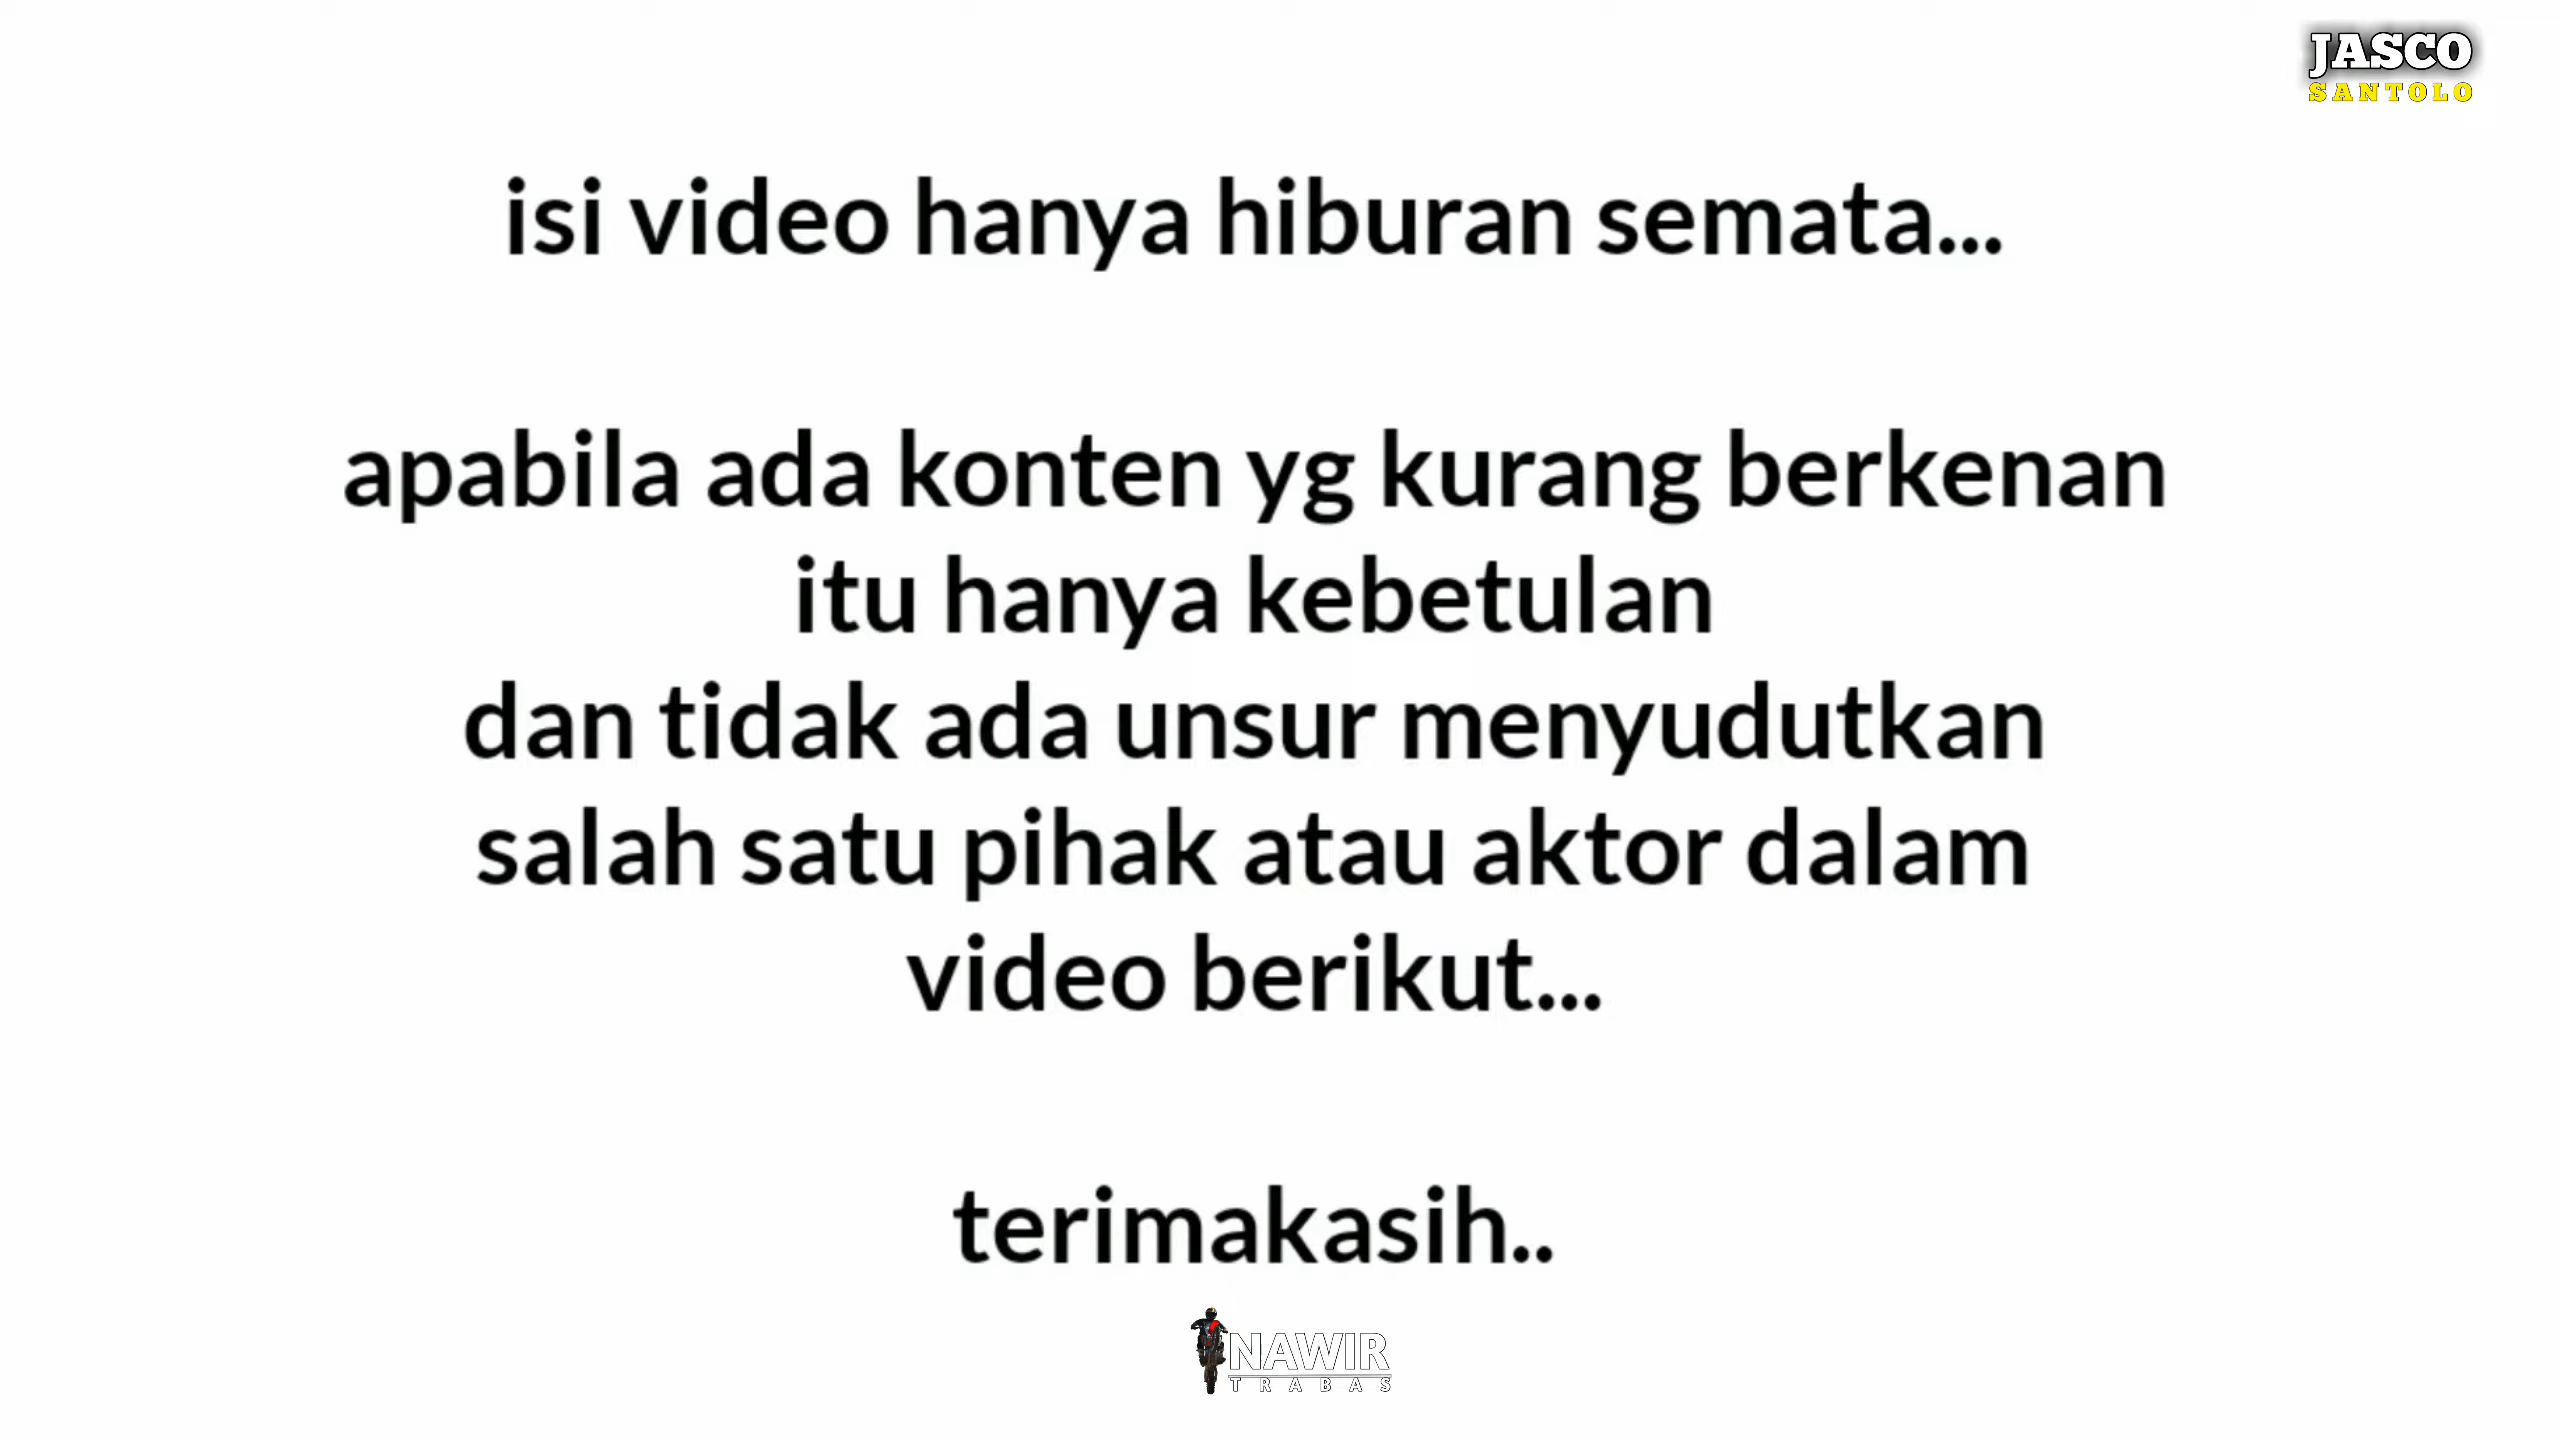 JASCO
SANTOLO
isi video hanya hiburan semata...
apabila ada konten yg kurang berkenan
itu hanya kebetulan
dan tidak ada unsur menyudutkan
salah satu pihak atau aktor dalam
video berikut...
terimakasih..
NAWIR
TRABAS